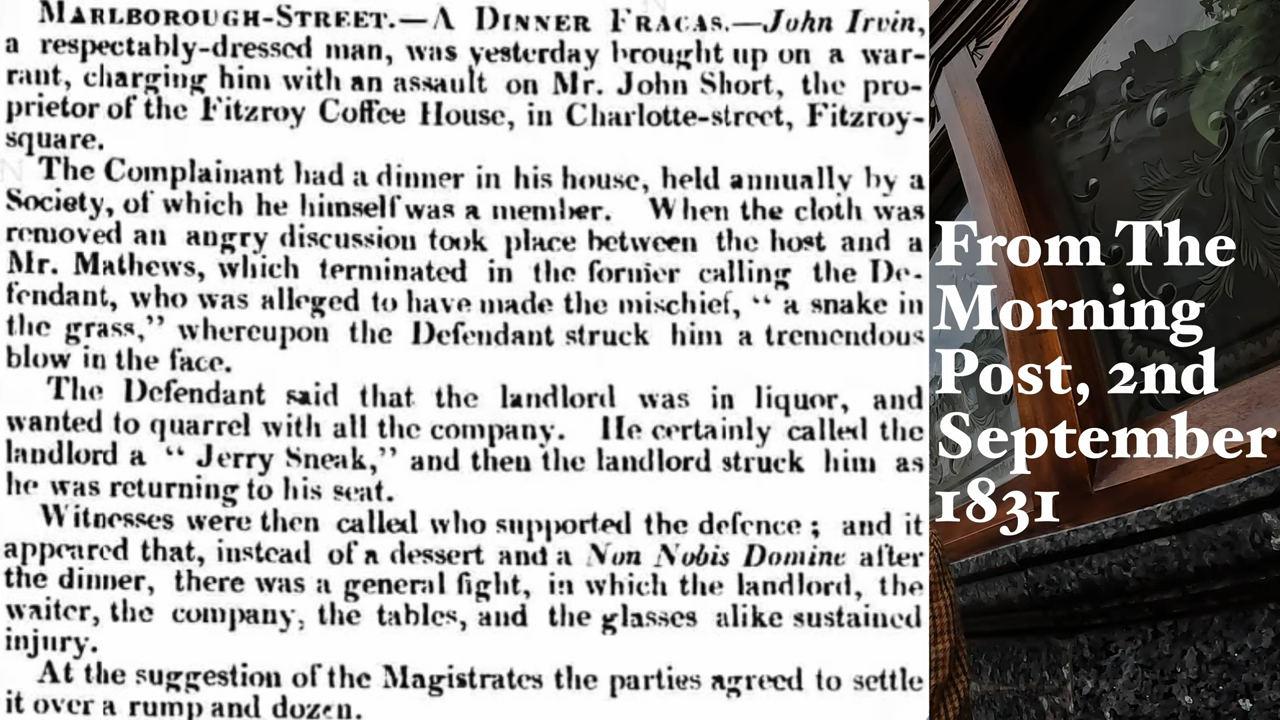 MARLBOROUGH-STREET.—A DINNER FRACAS.—John Irvin,
a respectably-dressed man, was yesterday brought up on a war-
rant, charging him with an assault on Mr. John Short, the pro-
prietor of the Fitzroy Coffee House, in Charlotte-street, Fitzroy-
square.
The Complainant had a dinner in his house, held annually by a
Society, of which he himself was a member. When the cloth was
removed an angry discussion took place between the host and a
Mr. Mathews, which terminated in the former calling the De-
fendant, who was alleged to have made the mischief, “ a snake in
the grass,” whereupon the Defendant struck him a tremendous
blow in the face.
The Defendant said that the landlord was in liquor, and
wanted to quarrel with all the company. He certainly called the
landlord a “ Jerry Sneak,” and then the landlord struck him as
he was returning to his seat.
Witnesses were then called who supported the defence ; and it
appeared that, instead of a dessert and a Non Nobis Domine after
the dinner, there was a general fight, in which the landlord, the
waiter, the company, the tables, and the glasses alike sustained
injury.
At the suggestion of the Magistrates the parties agreed to settle
it over a rump and dozen.
From The
Morning
Post, 2nd
September
1831